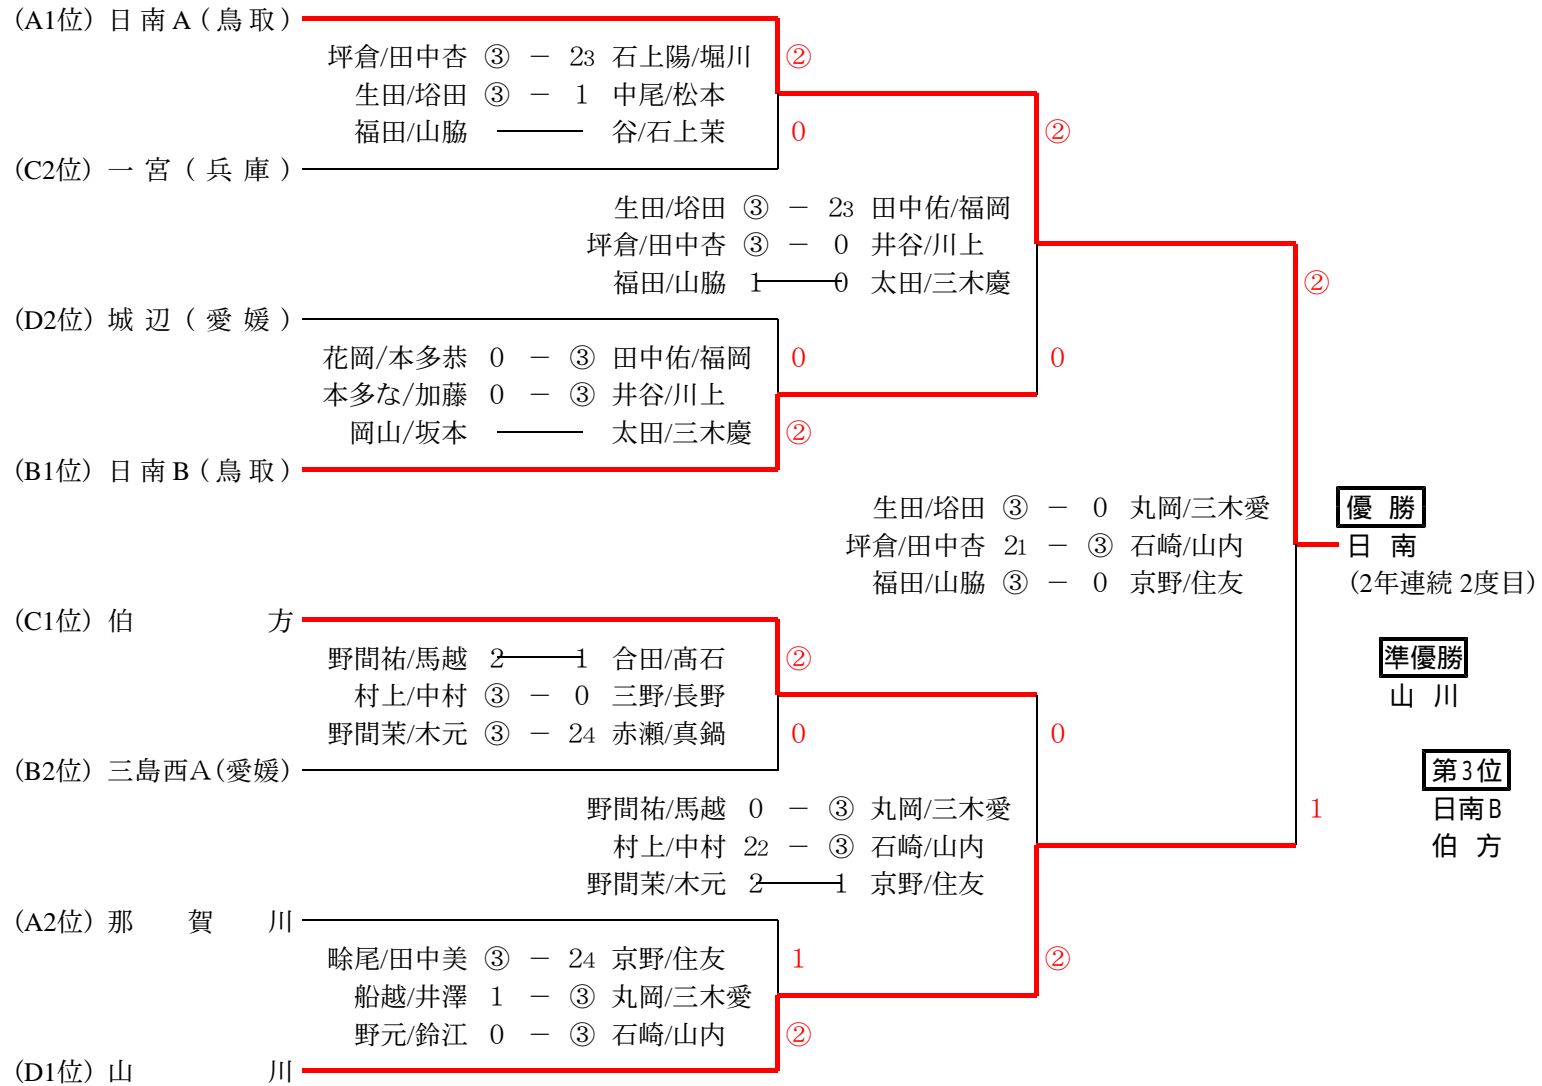 (A1位) 日 南 A ( 鳥 取 )
坪倉/田中杏 ③ － 23 石上陽/堀川 ②
生田/塔田 ③ － 1 中尾/松本
福田/山脇 ――― 谷/石上茉 0 ②
(C2位) 一 宮 ( 兵 庫 )
生田/塔田 ③ － 23 田中佑/福岡
坪倉/田中杏 ③ － 0 井谷/川上
福田/山脇 1―――0 太田/三木慶 ②
(D2位) 城 辺 ( 愛 媛 )
花岡/本多恭 0 － ③ 田中佑/福岡 0 0
本多な/加藤 0 － ③ 井谷/川上
岡山/坂本 ――― 太田/三木慶 ②
(B1位) 日 南 B ( 鳥 取 )
生田/塔田 ③ － 0 丸岡/三木愛 優 勝
坪倉/田中杏 21 － ③ 石崎/山内 日 南
福田/山脇 ③ － 0 京野/住友 (2年連続 2度目)
(C1位) 伯 方
野間祐/馬越 2―――1 合田/髙石 ② 準優勝
村上/中村 ③ － 0 三野/長野 山 川
野間茉/木元 ③ － 24 赤瀬/真鍋 0 0
(B2位) 三島西A(愛媛) 第3位
野間祐/馬越 0 － ③ 丸岡/三木愛 1 日南B
村上/中村 22 － ③ 石崎/山内 伯 方
野間茉/木元 2―――1 京野/住友
(A2位) 那 賀 川
畭尾/田中美 ③ － 24 京野/住友 1 ②
船越/井澤 1 － ③ 丸岡/三木愛
野元/鈴江 0 － ③ 石崎/山内 ②
(D1位) 山 川